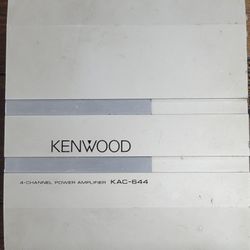 KENWOOD
4-CHANNEL POWER AMPLIFIER KAC-644